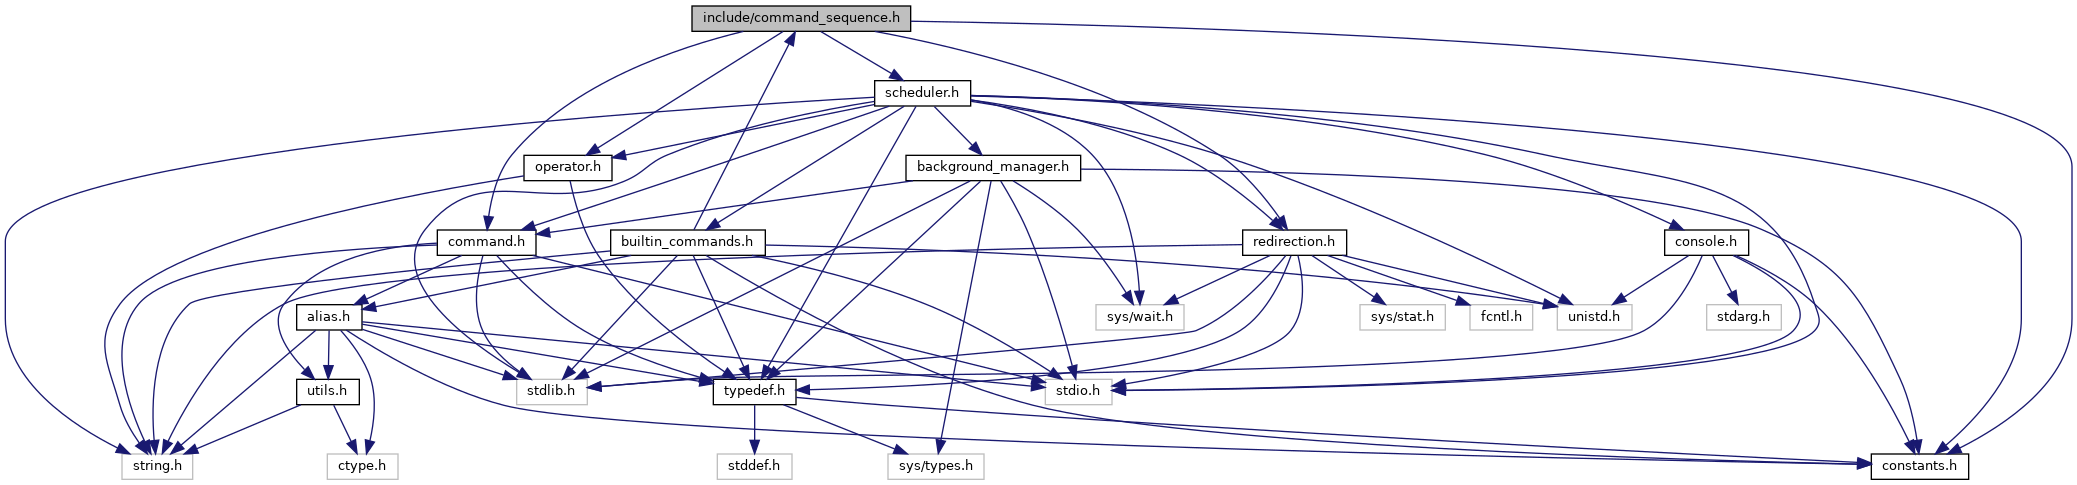 include/command_sequence.h
scheduler.h
operator.h
background_manager.h
command.h
builtin_commands.h
redirection.h
console.h
alias.h
sys/wait.h
sys/stat.h
fcntl.h
unistd.h
stdarg.h
utils.h
stdlib.h
typedef.h
stdio.h
string.h
ctype.h
stddef.h
sys/types.h
constants.h